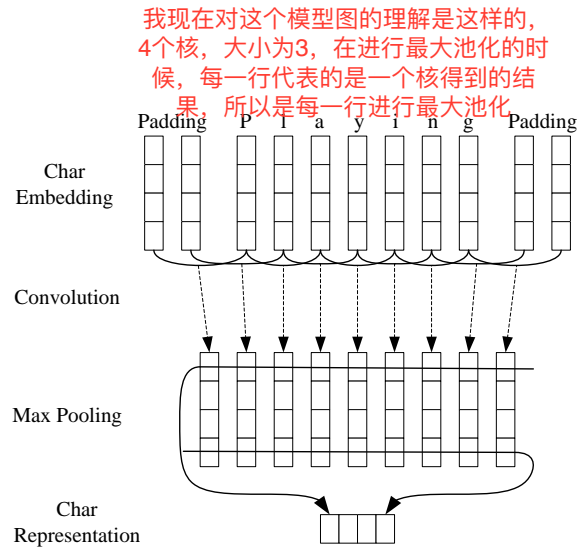 我现在对这个模型图的理解是这样的，
4个核，大小为3，在进行最大池化的时
候，每一行代表的是一个核得到的结
果，所以是每一行进行最大池化
Padding P l a y i n g Padding
Char
Embedding
Convolution
Max Pooling
Char
Representation